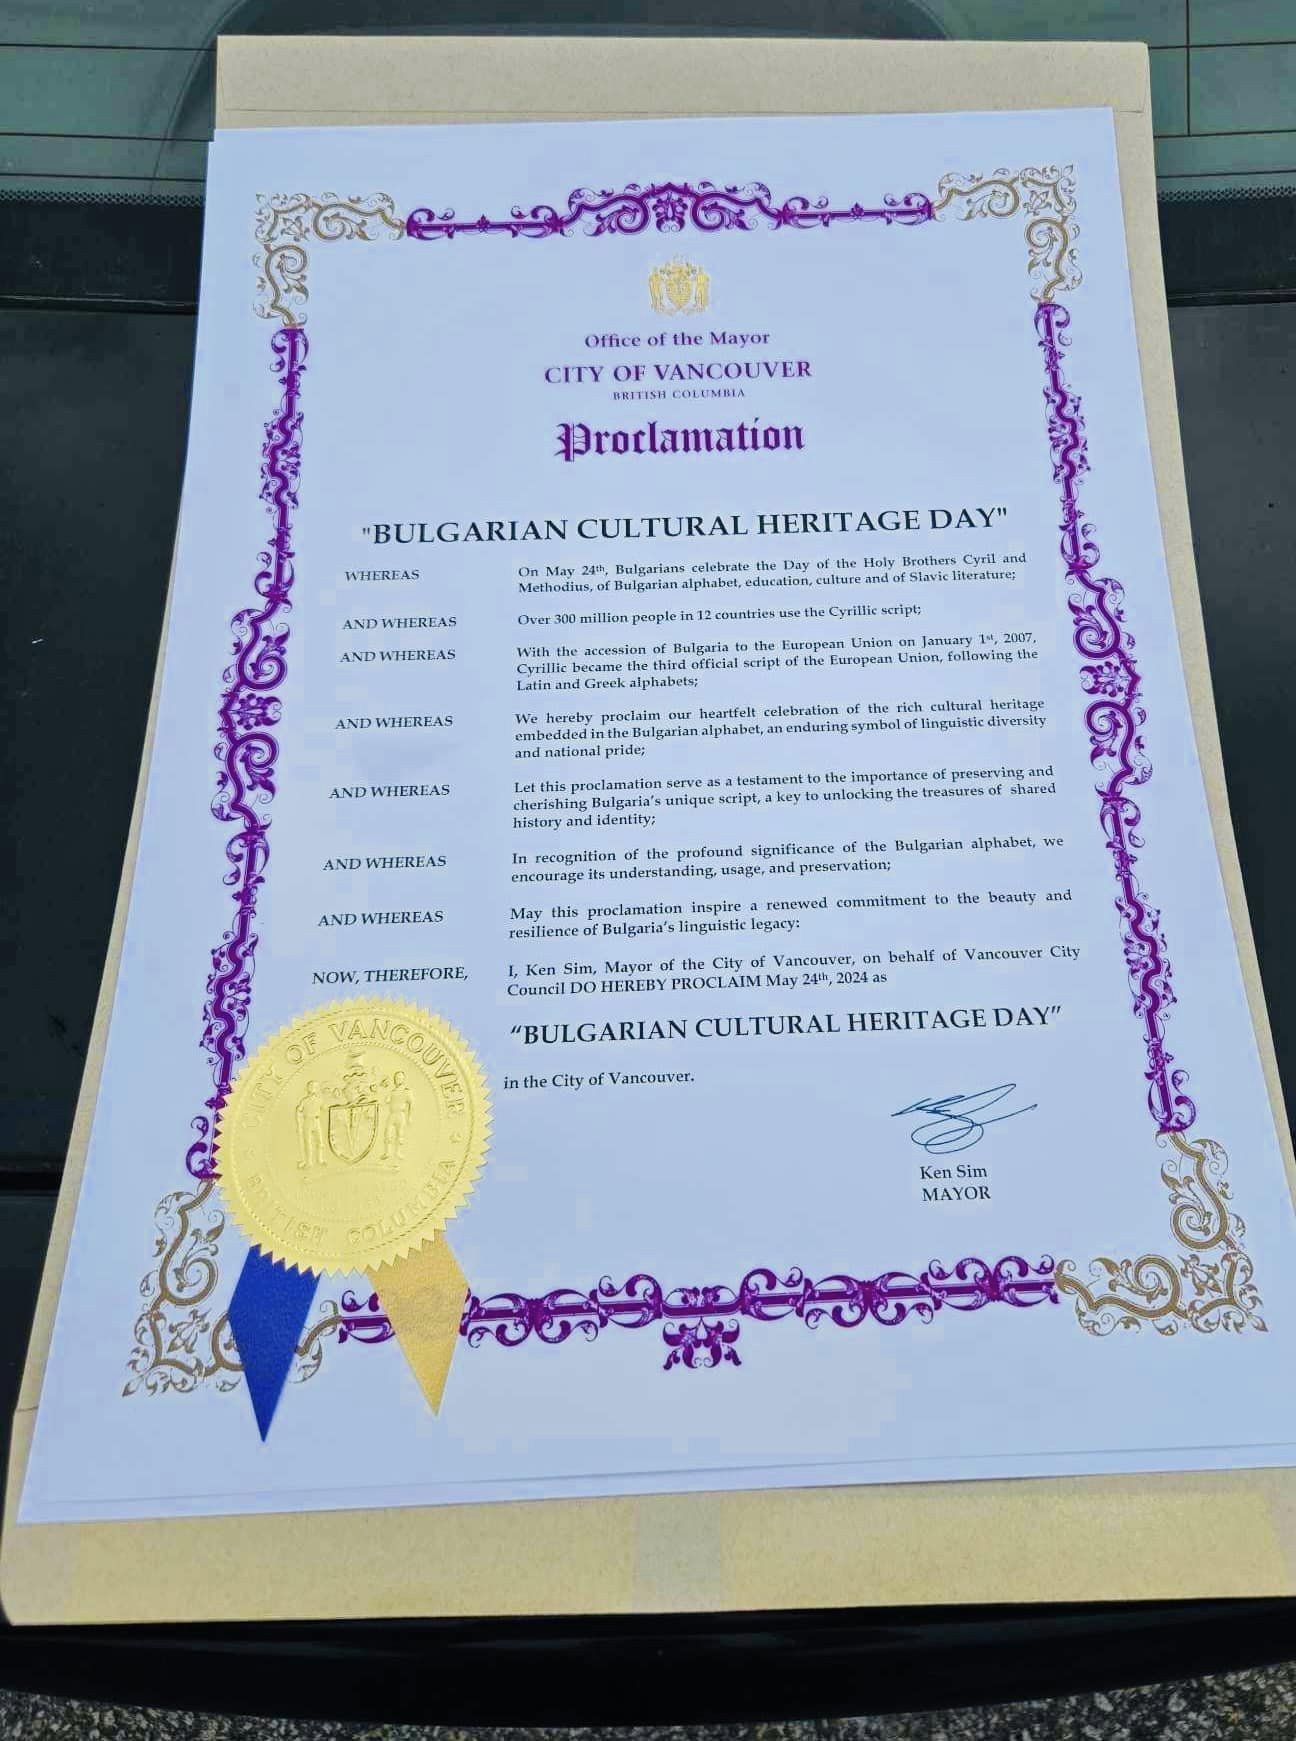 Office of the Mayor
CITY OF VANCOUVER
BRITISH COLUMBIA
Proclamation
"BULGARIAN CULTURAL HERITAGE DAY"
WHEREAS On May 24th, Bulgarians celebrate the Day of the Holy Brothers Cyril and
Methodius, of Bulgarian alphabet, education, culture and of Slavic literature;
AND WHEREAS Over 300 million people in 12 countries use the Cyrillic script;
AND WHEREAS With the accession of Bulgaria to the European Union on January 1st, 2007,
Cyrillic became the third official script of the European Union, following the
Latin and Greek alphabets;
AND WHEREAS We hereby proclaim our heartfelt celebration of the rich cultural heritage
embedded in the Bulgarian alphabet, an enduring symbol of linguistic diversity
and national pride;
AND WHEREAS Let this proclamation serve as a testament to the importance of preserving and
cherishing Bulgaria's unique script, a key to unlocking the treasures of shared
history and identity;
AND WHEREAS In recognition of the profound significance of the Bulgarian alphabet, we
encourage its understanding, usage, and preservation;
AND WHEREAS May this proclamation inspire a renewed commitment to the beauty and
resilience of Bulgaria's linguistic legacy:
NOW, THEREFORE, I, Ken Sim, Mayor of the City of Vancouver, on behalf of Vancouver City
Council DO HEREBY PROCLAIM May 24th, 2024 as
"BULGARIAN CULTURAL HERITAGE DAY"
in the City of Vancouver.
Ken Sim
MAYOR
CITY OF VANCOUVER
BRITISH COLUMBIA